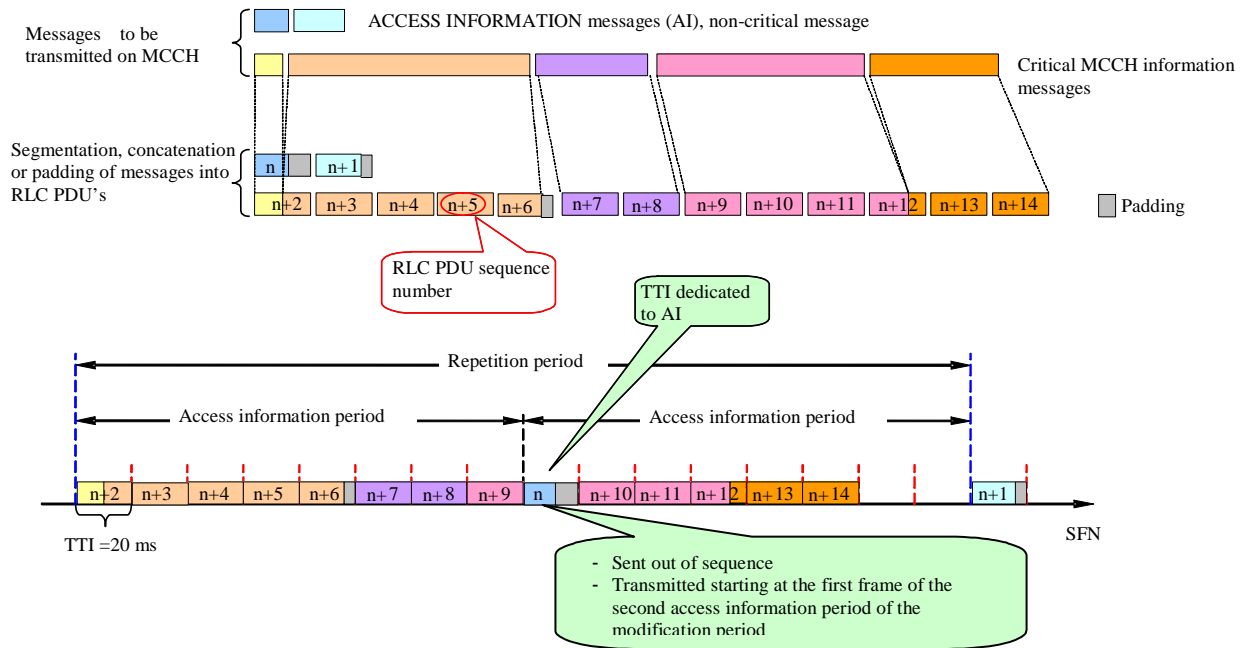 ACCESS INFORMATION messages (AI), non-critical message
Messages to be
transmitted on MCCH
Critical MCCH information
messages
Segmentation, concatenation
or padding of messages into
RLC PDU's
n
n+1
n+2
n+3
n+4
n+5
n+6
n+7
n+8
n+9
n+10
n+11
n+12
n+13
n+14
Padding
RLC PDU sequence
number
TTI dedicated
to AI
Repetition period
Access information period
Access information period
n+2
n+3
n+4
n+5
n+6
n+7
n+8
n+9
n
n+10
n+11
n+12
n+13
n+14
n+1
TTI =20 ms
SFN
- Sent out of sequence
- Transmitted starting at the first frame of the
second access information period of the
modification period